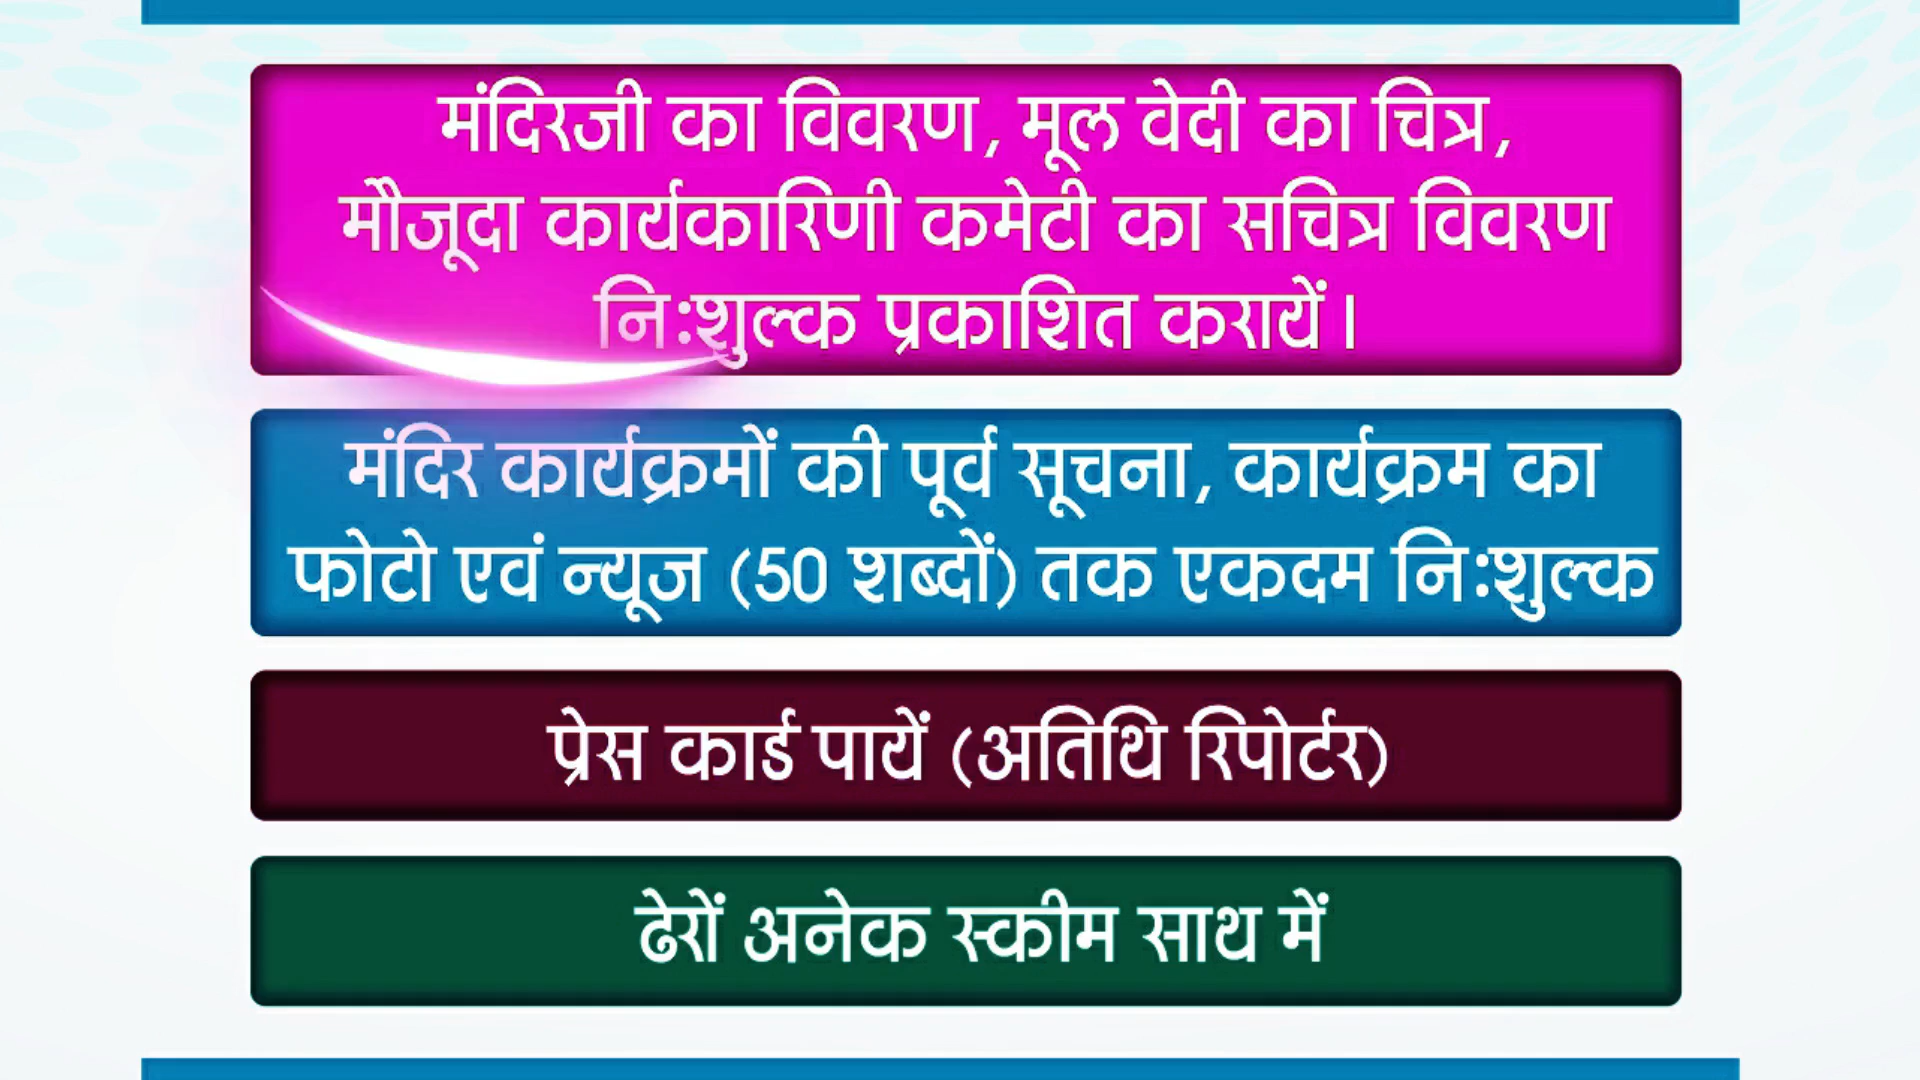 मंदिरजी का विवरण, मूल वेदी का चित्र,
मौजूदा कार्यकारिणी कमेटी का सचित्र विवरण
निःशुल्क प्रकाशित करायें।
मंदिर कार्यक्रमों की पूर्व सूचना, कार्यक्रम का
फोटो एवं न्यूज (50 शब्दों) तक एकदम निःशुल्क
प्रेस कार्ड पायें (अतिथि रिपोर्टर)
ढेरों अनेक स्कीम साथ में